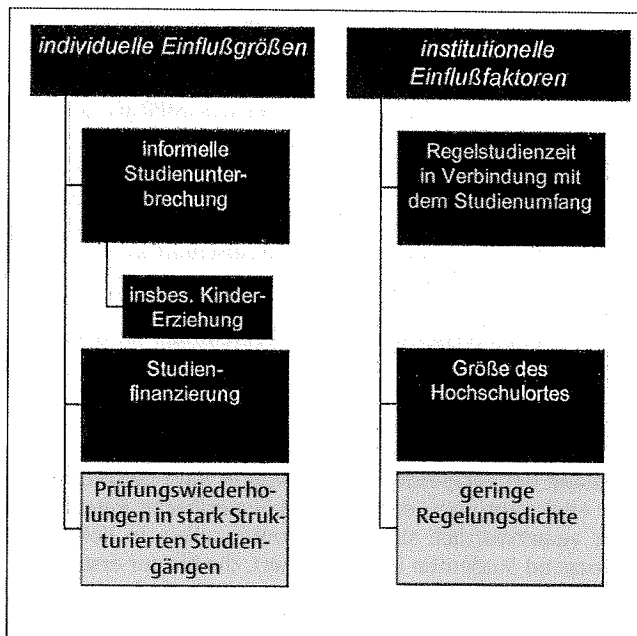 individuelle Einflußgrößen
informelle
Studienunter-
brechung
insbes. Kinder-
Erziehung
Studien-
finanzierung
Prüfungswiederho-
lungen in stark Struk-
turierten Studien-
gängen
institutionelle
Einflußfaktoren
Regelstudienzeit
in Verbindung mit
dem Studienumfang
Größe des
Hochschulortes
geringe
Regelungsdichte